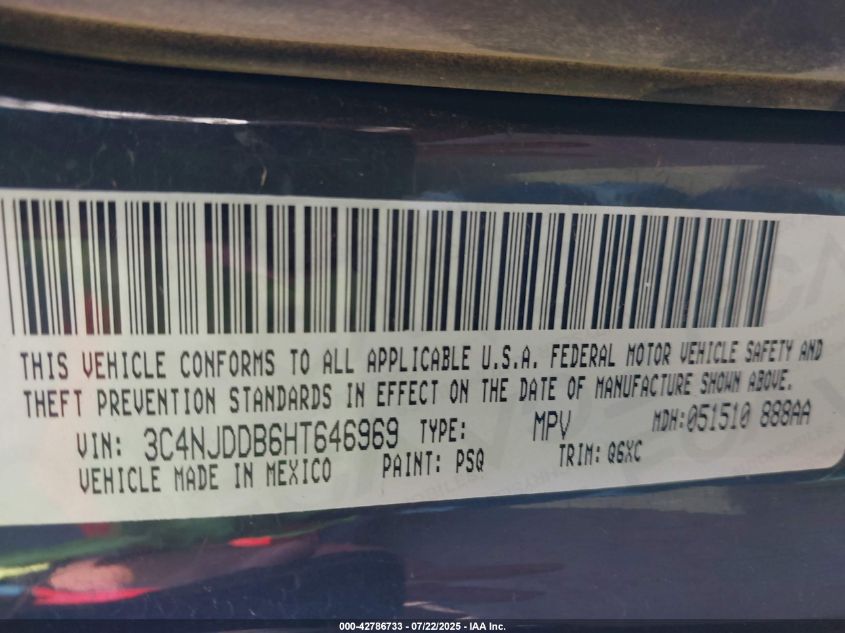 THIS VEHICLE CONFORMS TO ALL APPLICABLE U.S.A. FEDERAL MOTOR VEHICLE SAFETY AND
THEFT PREVENTION STANDARDS IN EFFECT ON THE DATE OF MANUFACTURE SHOWN ABOVE.
VIN: 3C4NJDDB6HT646969 TYPE: MPV MDH:051510 888AA
VEHICLE MADE IN MEXICO PAINT: PSQ TRIM: Q6XC
000-42786733 - 07/22/2025 - IAA Inc.